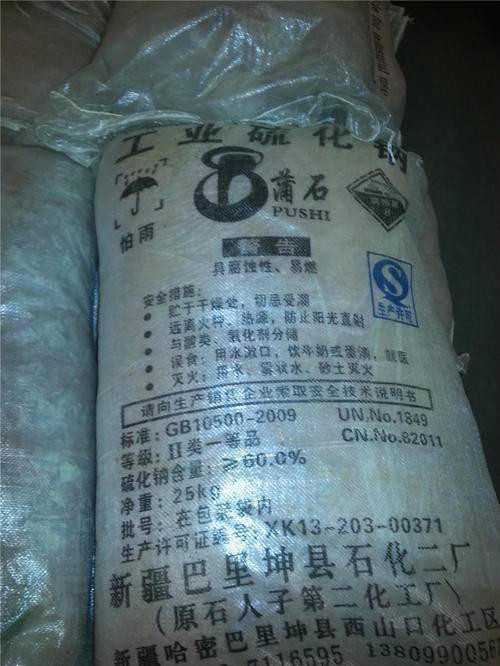 for industrial use
工业硫化钠
蒲石
PUSHI
怕雨
8
警告
具腐蚀性、易燃
生产许可
安全措施:
• 贮于干燥处,切忌受潮
• 远离火种、热源,防止阳光直射
• 与酸类、氧化剂分储
• 误食:用水漱口,饮牛奶或蛋清,就医
• 灭火:用水、雾状水、砂土灭火
请向生产销售企业索取安全技术说明书
标准:GB10500-2009 UN.No.1849
等级:II类一等品 CN.No.82011
硫化钠含量:≥60.0%
净重:25kg
批号:在包装袋内
生产许可证编号:XK13-203-00371
新疆巴里坤县石化二厂
(原石人子第二化工厂)
新疆哈密巴里坤县西山口化工区
7116595 1380990056